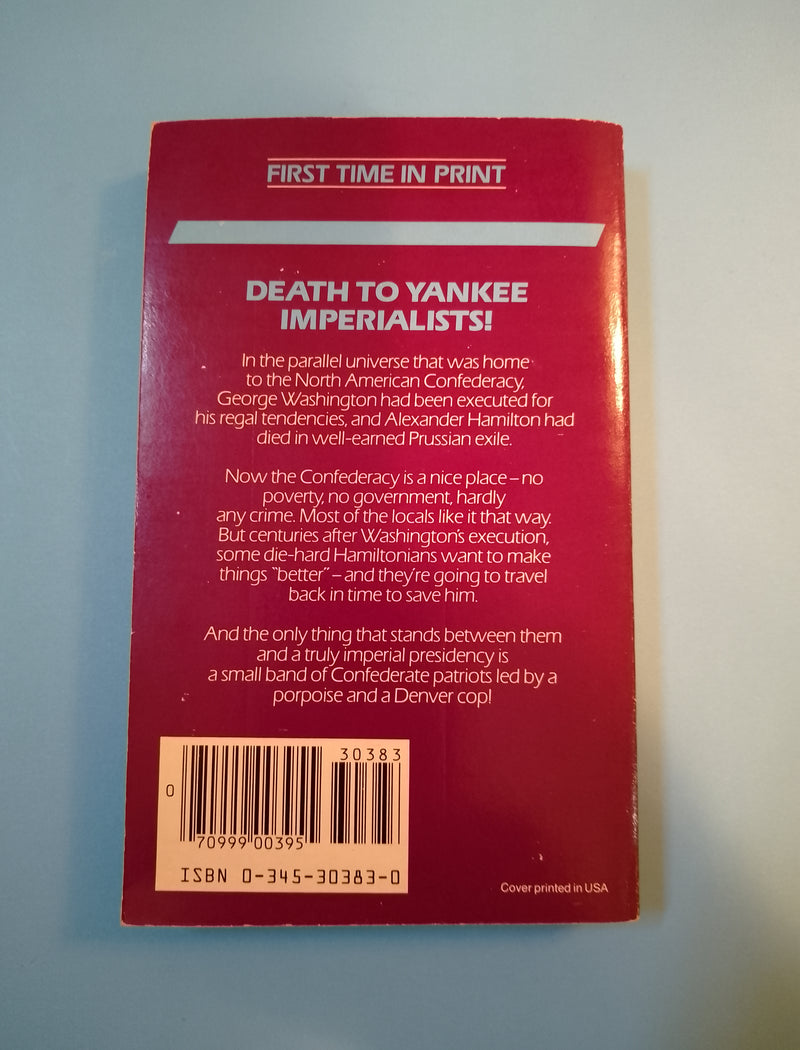 FIRST TIME IN PRINT
DEATH TO YANKEE
IMPERIALISTS!
In the parallel universe that was home
to the North American Confederacy,
George Washington had been executed for
his regal tendencies, and Alexander Hamilton had
died in well-earned Prussian exile.
Now the Confederacy is a nice place – no
poverty, no government, hardly
any crime. Most of the locals like it that way.
But centuries after Washington's execution,
some die-hard Hamiltonians want to make
things "better" – and they're going to travel
back in time to save him.
And the only thing that stands between them
and a truly imperial presidency is
a small band of Confederate patriots led by a
porpoise and a Denver cop!
30383
0
70999 00395
ISBN 0-345-30383-0
Cover printed in USA